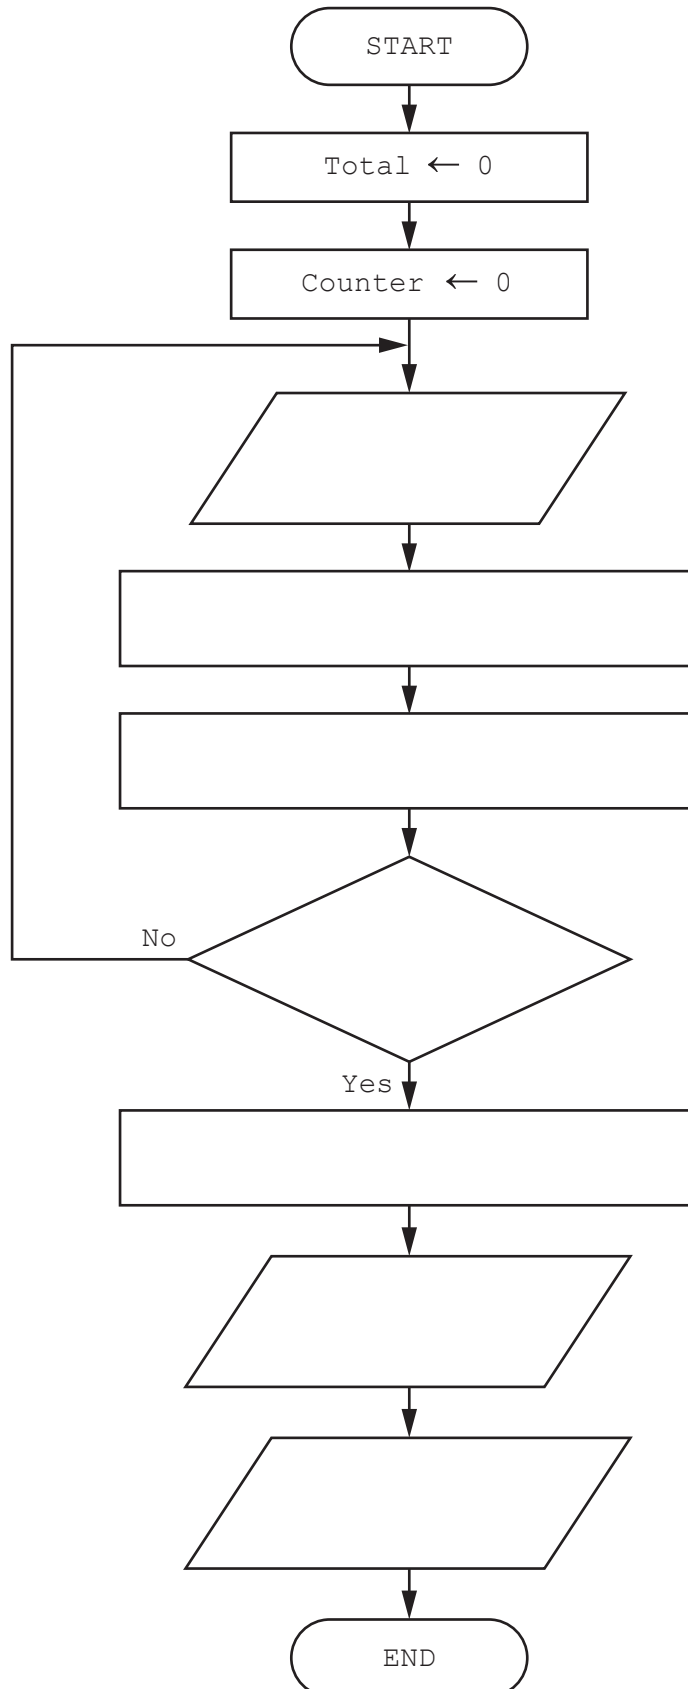 START
Total ← 0
Counter ← 0
No
Yes
END